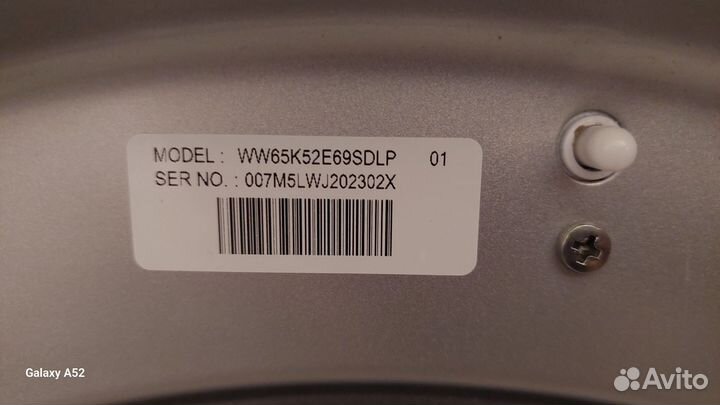 MODEL : WW65K52E69SDLP 01
SER NO. : 007M5LWJ202302X
Galaxy A52
Avito